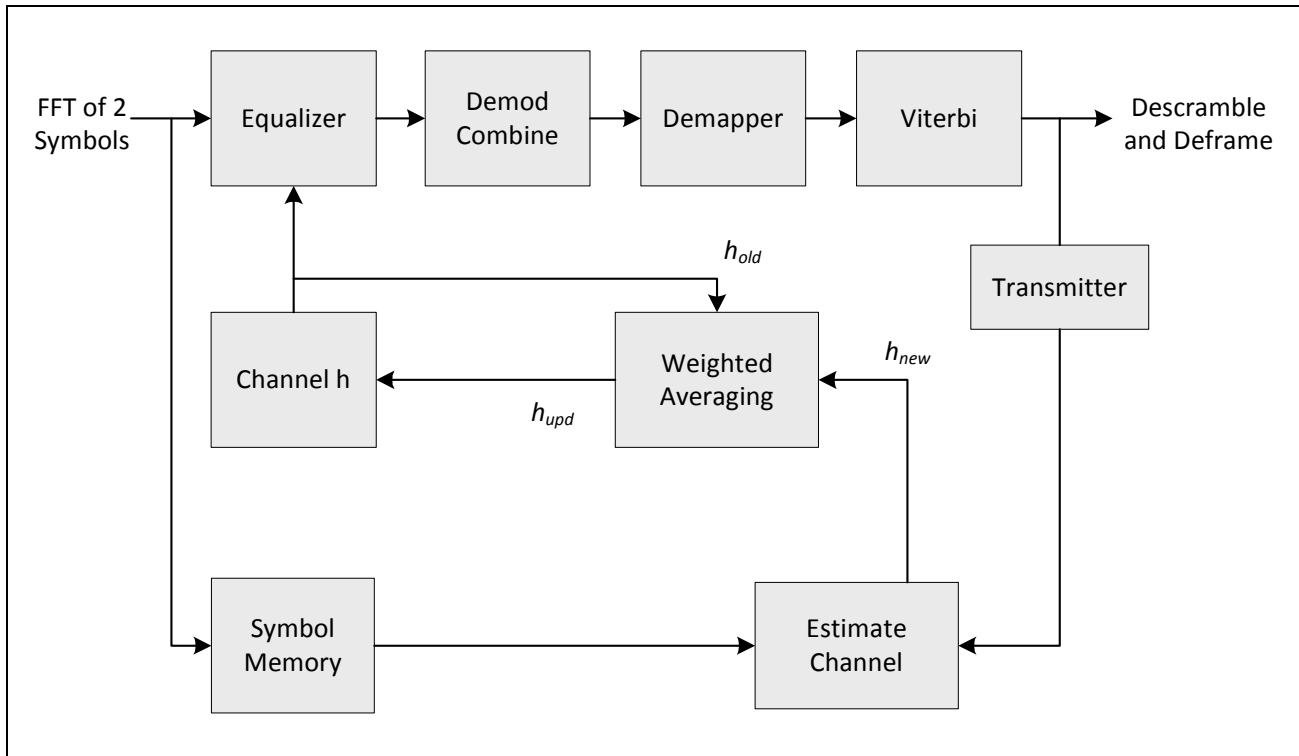 FFT of 2
Symbols
Equalizer
Demod
Combine
Demapper
Viterbi
Descramble
and Deframe
h_old
Transmitter
Channel h
Weighted
Averaging
h_new
h_upd
Symbol
Memory
Estimate
Channel